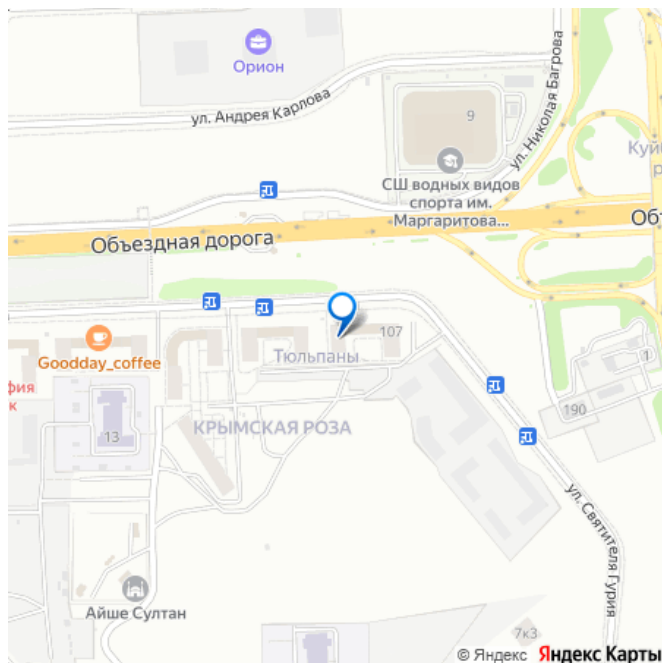 Орион
ул. Андрея Карлова
ул. Николая Багрова
9
Куйб
р
СШ водных видов
спорта им.
Маргаритова...
Объ
Объездная дорога
Goodday_coffee
Тюльпаны
107
1
фия
к
190
13
КРЫМСКАЯ РОЗА
ул. Святителя Гурия
Айше Султан
7к3
© Яндекс Яндекс Карты